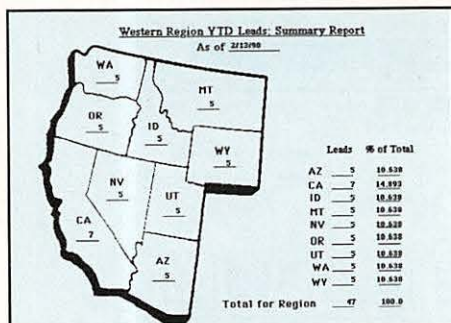 Western Region YTD Leads: Summary Report
As of 2/13/90
WA
5
MT
5
OR
5
ID
5
WY
5
NV
5
UT
5
CA
7
AZ
5
Leads % of Total
AZ 5 10.638
CA 7 14.893
ID 5 10.638
MT 5 10.638
NV 5 10.638
OR 5 10.638
UT 5 10.638
WA 5 10.638
WY 5 10.638
Total for Region 47 100.0